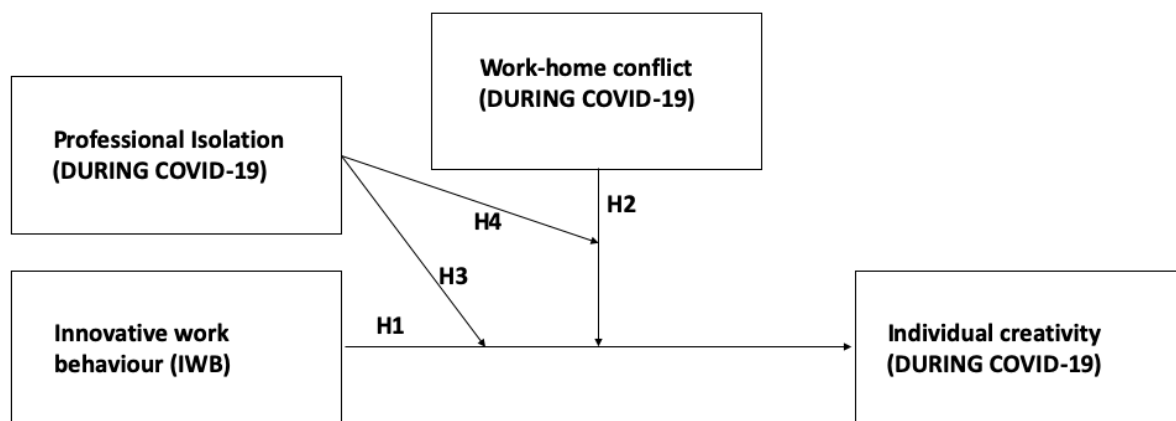 Work-home conflict
(DURING COVID-19)
Professional Isolation
(DURING COVID-19)
H2
H4
H3
H1
Innovative work
behaviour (IWB)
Individual creativity
(DURING COVID-19)